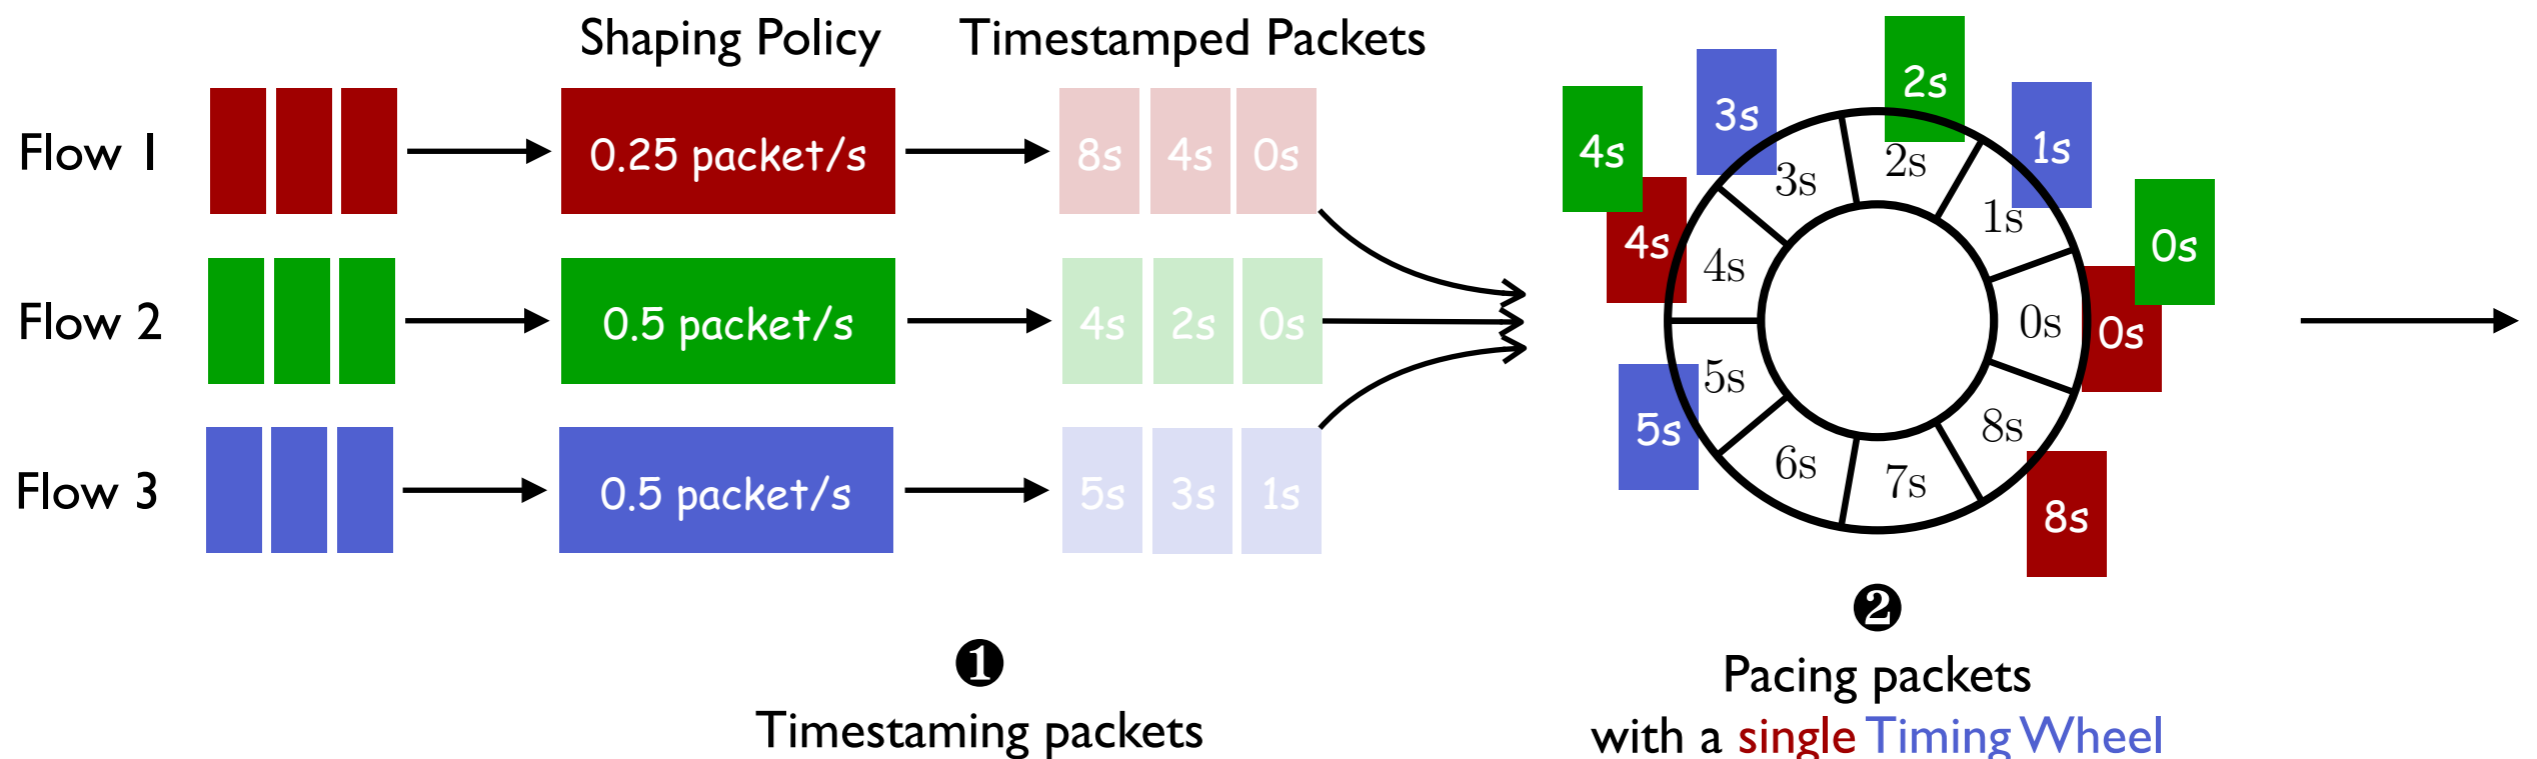 Shaping Policy
Timestamped Packets
Flow 1
0.25 packet/s
8s 4s 0s
Flow 2
0.5 packet/s
4s 2s 0s
Flow 3
0.5 packet/s
5s 3s 1s
❶
Timestaming packets
2s
3s
1s
4s
0s
4s
0s
5s
8s
0s
1s
2s
3s
4s
5s
6s
7s
8s
❷
Pacing packets
with a single Timing Wheel